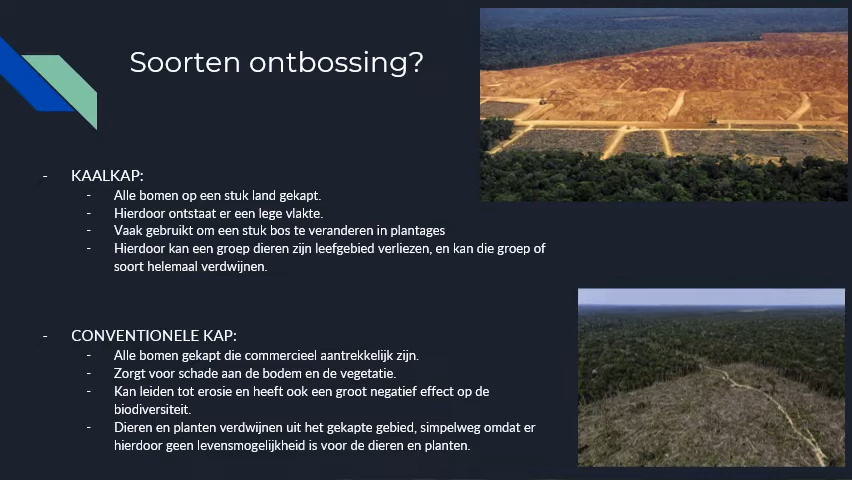 Soorten ontbossing?
- KAALKAP:
- Alle bomen op een stuk land gekapt.
- Hierdoor ontstaat er een lege vlakte.
- Vaak gebruikt om een stuk bos te veranderen in plantages
- Hierdoor kan een groep dieren zijn leefgebied verliezen, en kan die groep of
soort helemaal verdwijnen.
- CONVENTIONELE KAP:
- Alle bomen gekapt die commercieel aantrekkelijk zijn.
- Zorgt voor schade aan de bodem en de vegetatie.
- Kan leiden tot erosie en heeft ook een groot negatief effect op de
biodiversiteit.
- Dieren en planten verdwijnen uit het gekapte gebied, simpelweg omdat er
hierdoor geen levensmogelijkheid is voor de dieren en planten.